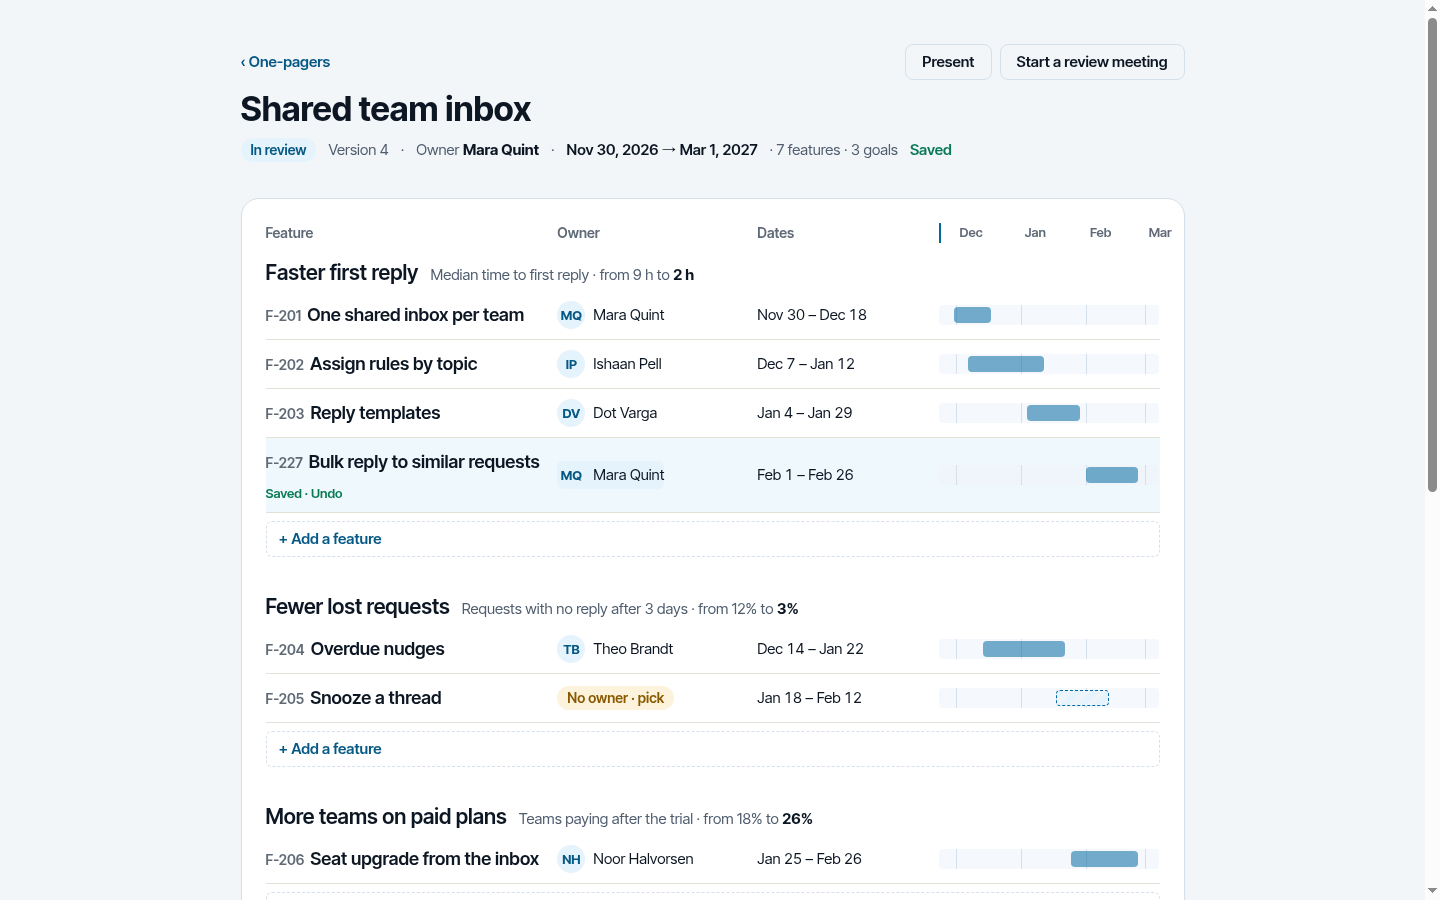 ‹ One-pagers
Present
Start a review meeting
Shared team inbox
In review Version 4 · Owner Mara Quint · Nov 30, 2026 → Mar 1, 2027 · 7 features · 3 goals Saved
Feature Owner Dates Dec Jan Feb Mar
Faster first reply Median time to first reply · from 9 h to 2 h
F-201 One shared inbox per team MQ Mara Quint Nov 30 – Dec 18
F-202 Assign rules by topic IP Ishaan Pell Dec 7 – Jan 12
F-203 Reply templates DV Dot Varga Jan 4 – Jan 29
F-227 Bulk reply to similar requests MQ Mara Quint Feb 1 – Feb 26
Saved · Undo
+ Add a feature
Fewer lost requests Requests with no reply after 3 days · from 12% to 3%
F-204 Overdue nudges TB Theo Brandt Dec 14 – Jan 22
F-205 Snooze a thread No owner · pick Jan 18 – Feb 12
+ Add a feature
More teams on paid plans Teams paying after the trial · from 18% to 26%
F-206 Seat upgrade from the inbox NH Noor Halvorsen Jan 25 – Feb 26